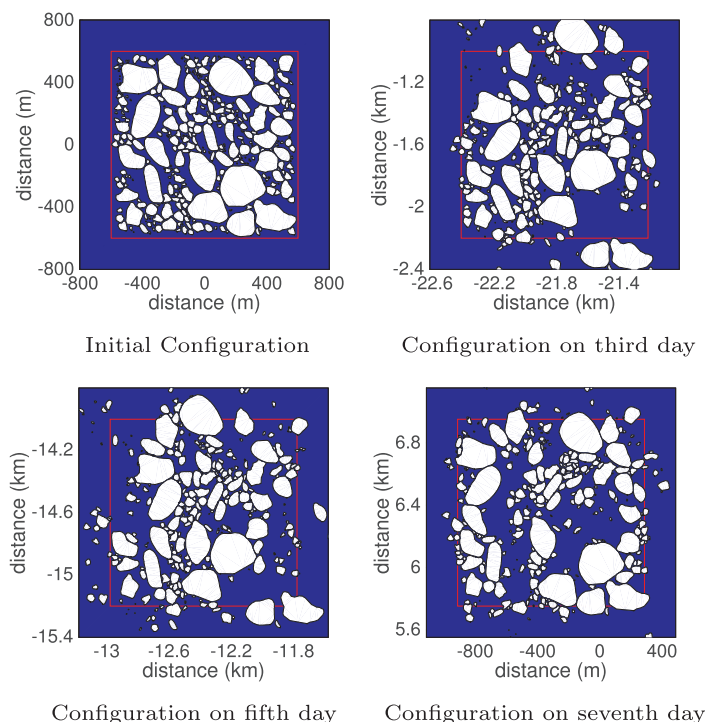 800
400
0
-400
-800
-800 -400 0 400 800
distance (m)
distance (m)
Initial Configuration
-1.2
-1.6
-2
-2.4
-22.6 -22.2 -21.8 -21.4
distance (km)
distance (km)
Configuration on third day
-14.2
-14.6
-15
-15.4
-13 -12.6 -12.2 -11.8
distance (km)
distance (km)
Configuration on fifth day
6.8
6.4
6
5.6
-800 -400 0 400
distance (km)
distance (m)
Configuration on seventh day